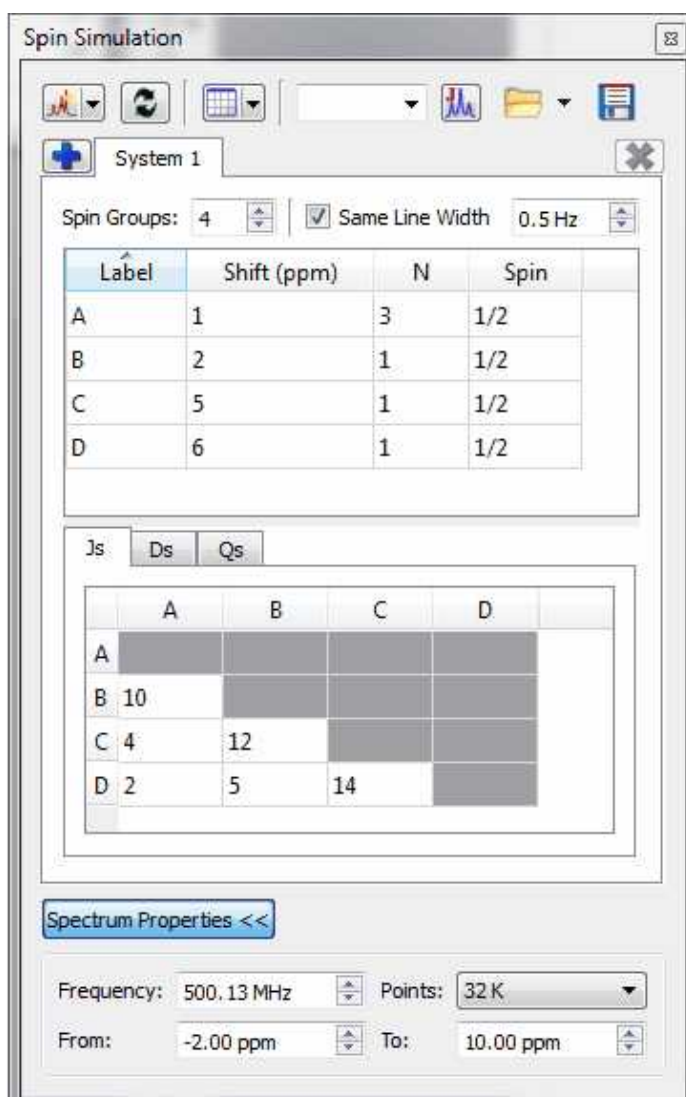 Spin Simulation
System 1
Spin Groups: 4 Same Line Width 0.5 Hz
Label Shift (ppm) N Spin
A 1 3 1/2
B 2 1 1/2
C 5 1 1/2
D 6 1 1/2
Js Ds Qs
A B C D
A
B 10
C 4 12
D 2 5 14
Spectrum Properties <<
Frequency: 500.13 MHz Points: 32 K
From: -2.00 ppm To: 10.00 ppm